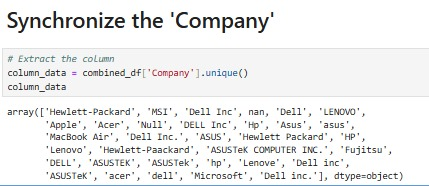 Synchronize the 'Company'
# Extract the column
column_data = combined_df['Company'].unique()
column_data
array(['Hewlett-Packard', 'MSI', 'Dell Inc', nan, 'Dell', 'LENOVO',
'Apple', 'Acer', 'Null', 'DELL Inc', 'Hp', 'Asus', 'asus',
'MacBook Air', 'Dell Inc.', 'ASUS', 'Hewlett Packard', 'HP',
'Lenovo', 'Hewlett-Paackard', 'ASUSTeK COMPUTER INC.', 'Fujitsu',
'DELL', 'ASUSTEK', 'ASUSTek', 'hp', 'Lenove', 'Dell inc',
'ASUSTeK', 'acer', 'dell', 'Microsoft', 'Dell inc.'], dtype=object)